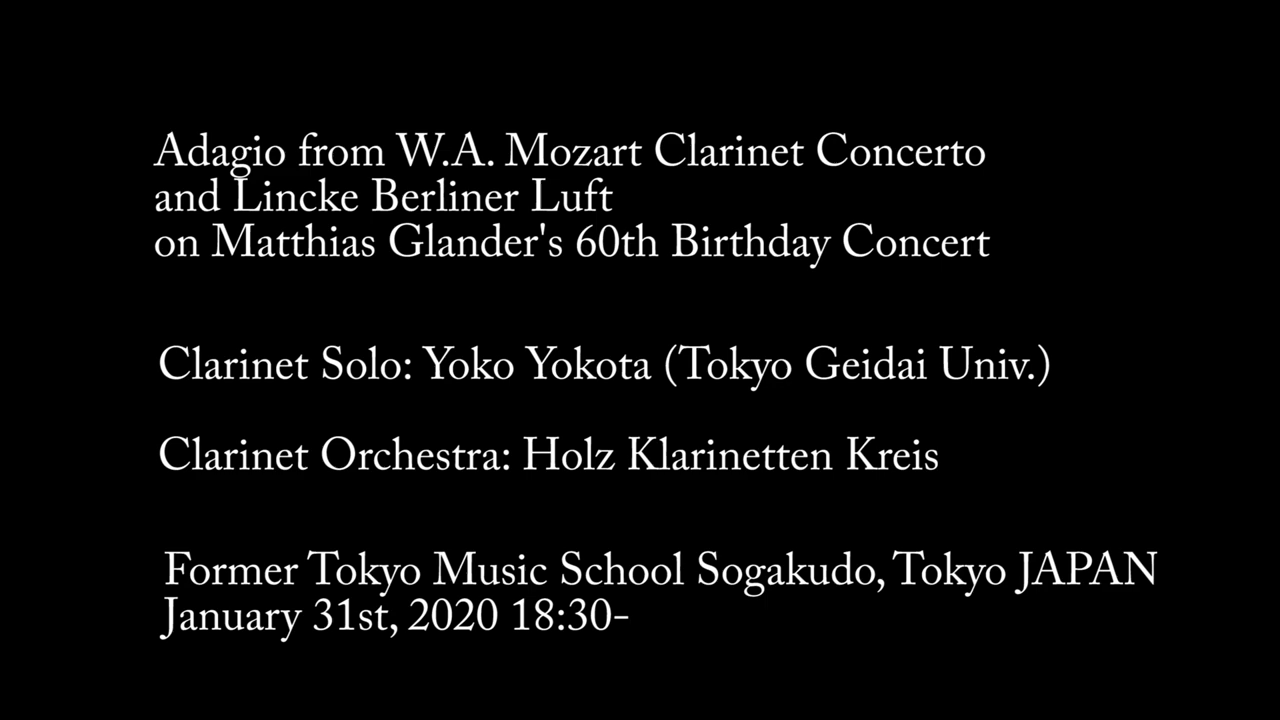 Adagio from W.A. Mozart Clarinet Concerto
and Lincke Berliner Luft
on Matthias Glander's 60th Birthday Concert
Clarinet Solo: Yoko Yokota (Tokyo Geidai Univ.)
Clarinet Orchestra: Holz Klarinetten Kreis
Former Tokyo Music School Sogakudo, Tokyo JAPAN
January 31st, 2020 18:30-